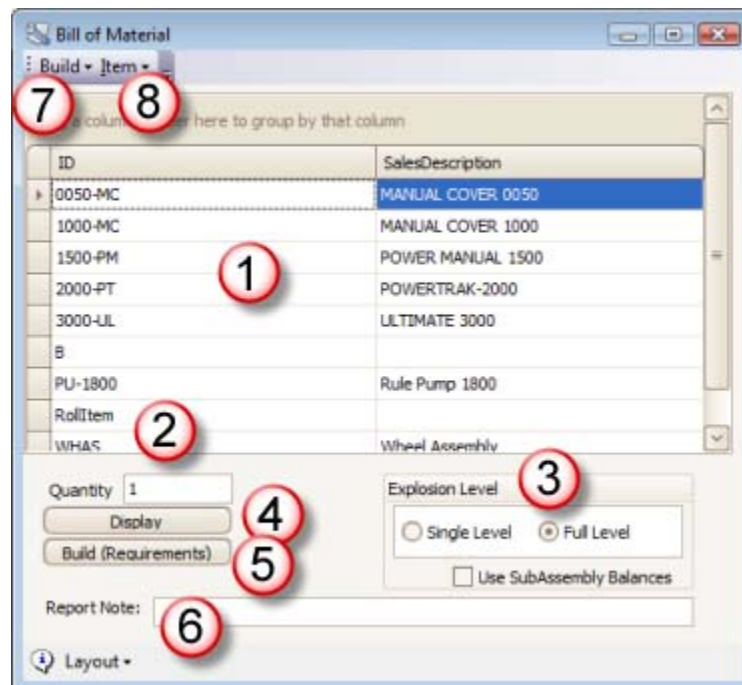 Bill of Material
Build Item
7 8
column here to group by that column
ID SalesDescription
0050-MC MANUAL COVER 0050
1000-MC MANUAL COVER 1000
1500-PM POWER MANUAL 1500
1
2000-PT POWERTRAK-2000
3000-UL ULTIMATE 3000
B
PU-1800 Rule Pump 1800
RollItem
2
WHAS Wheel Assembly
3
Quantity 1 Explosion Level
Display 4
Single Level Full Level
Build (Requirements) 5
Use SubAssembly Balances
Report Note:
6
Layout